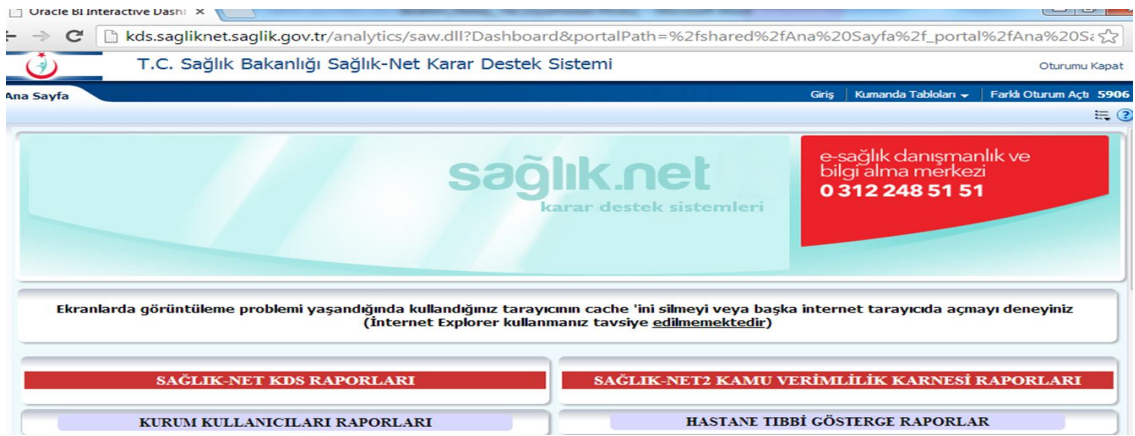 Oracle BI Interactive Dashb
kds.sagliknet.saglik.gov.tr/analytics/saw.dll?Dashboard&portalPath=%2fshared%2fAna%20Sayfa%2f_portal%2fAna%20Sa
T.C. Sağlık Bakanlığı Sağlık-Net Karar Destek Sistemi
Oturumu Kapat
Ana Sayfa
Giriş Kumanda Tabloları Farklı Oturum Açtı 5906
sağlık.net
karar destek sistemleri
e-sağlık danışmanlık ve
bilgi alma merkezi
0 312 248 51 51
Ekranlarda görüntüleme problemi yaşandığında kullandığınız tarayıcının cache 'ini silmeyi veya başka internet tarayıcıda açmayı deneyiniz
(İnternet Explorer kullanmanız tavsiye edilmemektedir)
SAĞLIK-NET KDS RAPORLARI
SAĞLIK-NET2 KAMU VERİMLİLİK KARNESİ RAPORLARI
KURUM KULLANICILARI RAPORLARI
HASTANE TIBBİ GÖSTERGE RAPORLAR